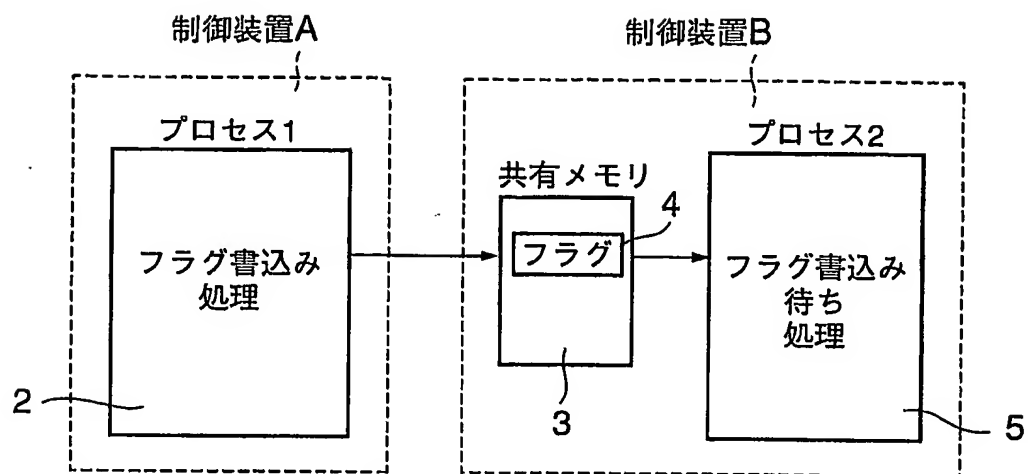 制御装置A
制御装置B
プロセス1
フラグ書込み
処理
2
共有メモリ
4
フラグ
3
プロセス2
フラグ書込み
待ち
処理
5